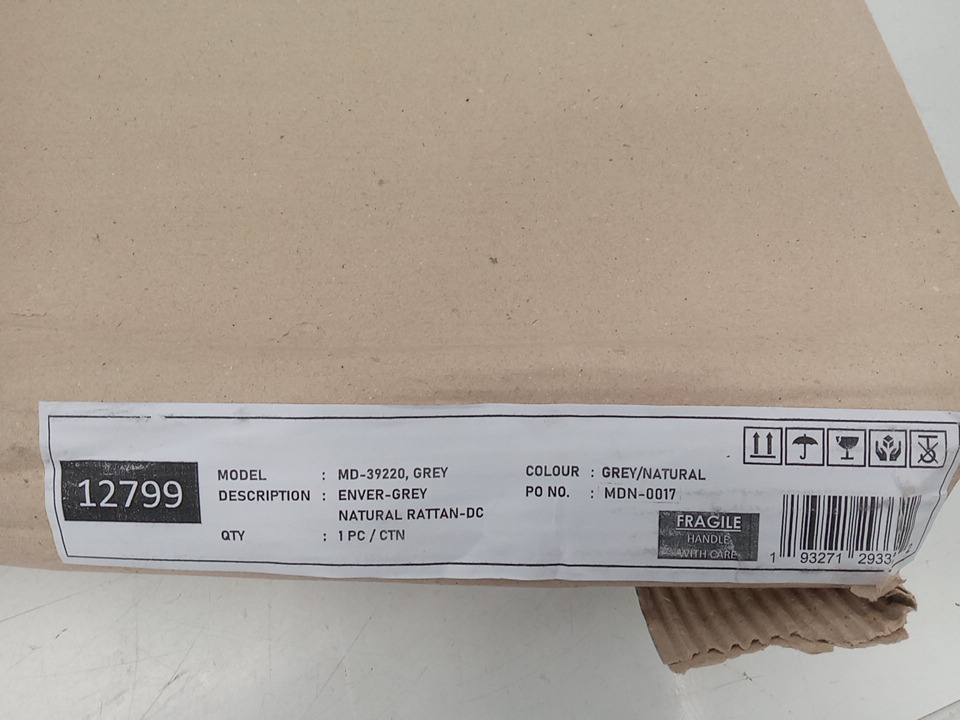 12799
MODEL : MD-39220, GREY
DESCRIPTION : ENVER-GREY
NATURAL RATTAN-DC
QTY : 1 PC / CTN
COLOUR : GREY/NATURAL
PO NO. : MDN-0017
FRAGILE
HANDLE
WITH CARE
1 93271 2933